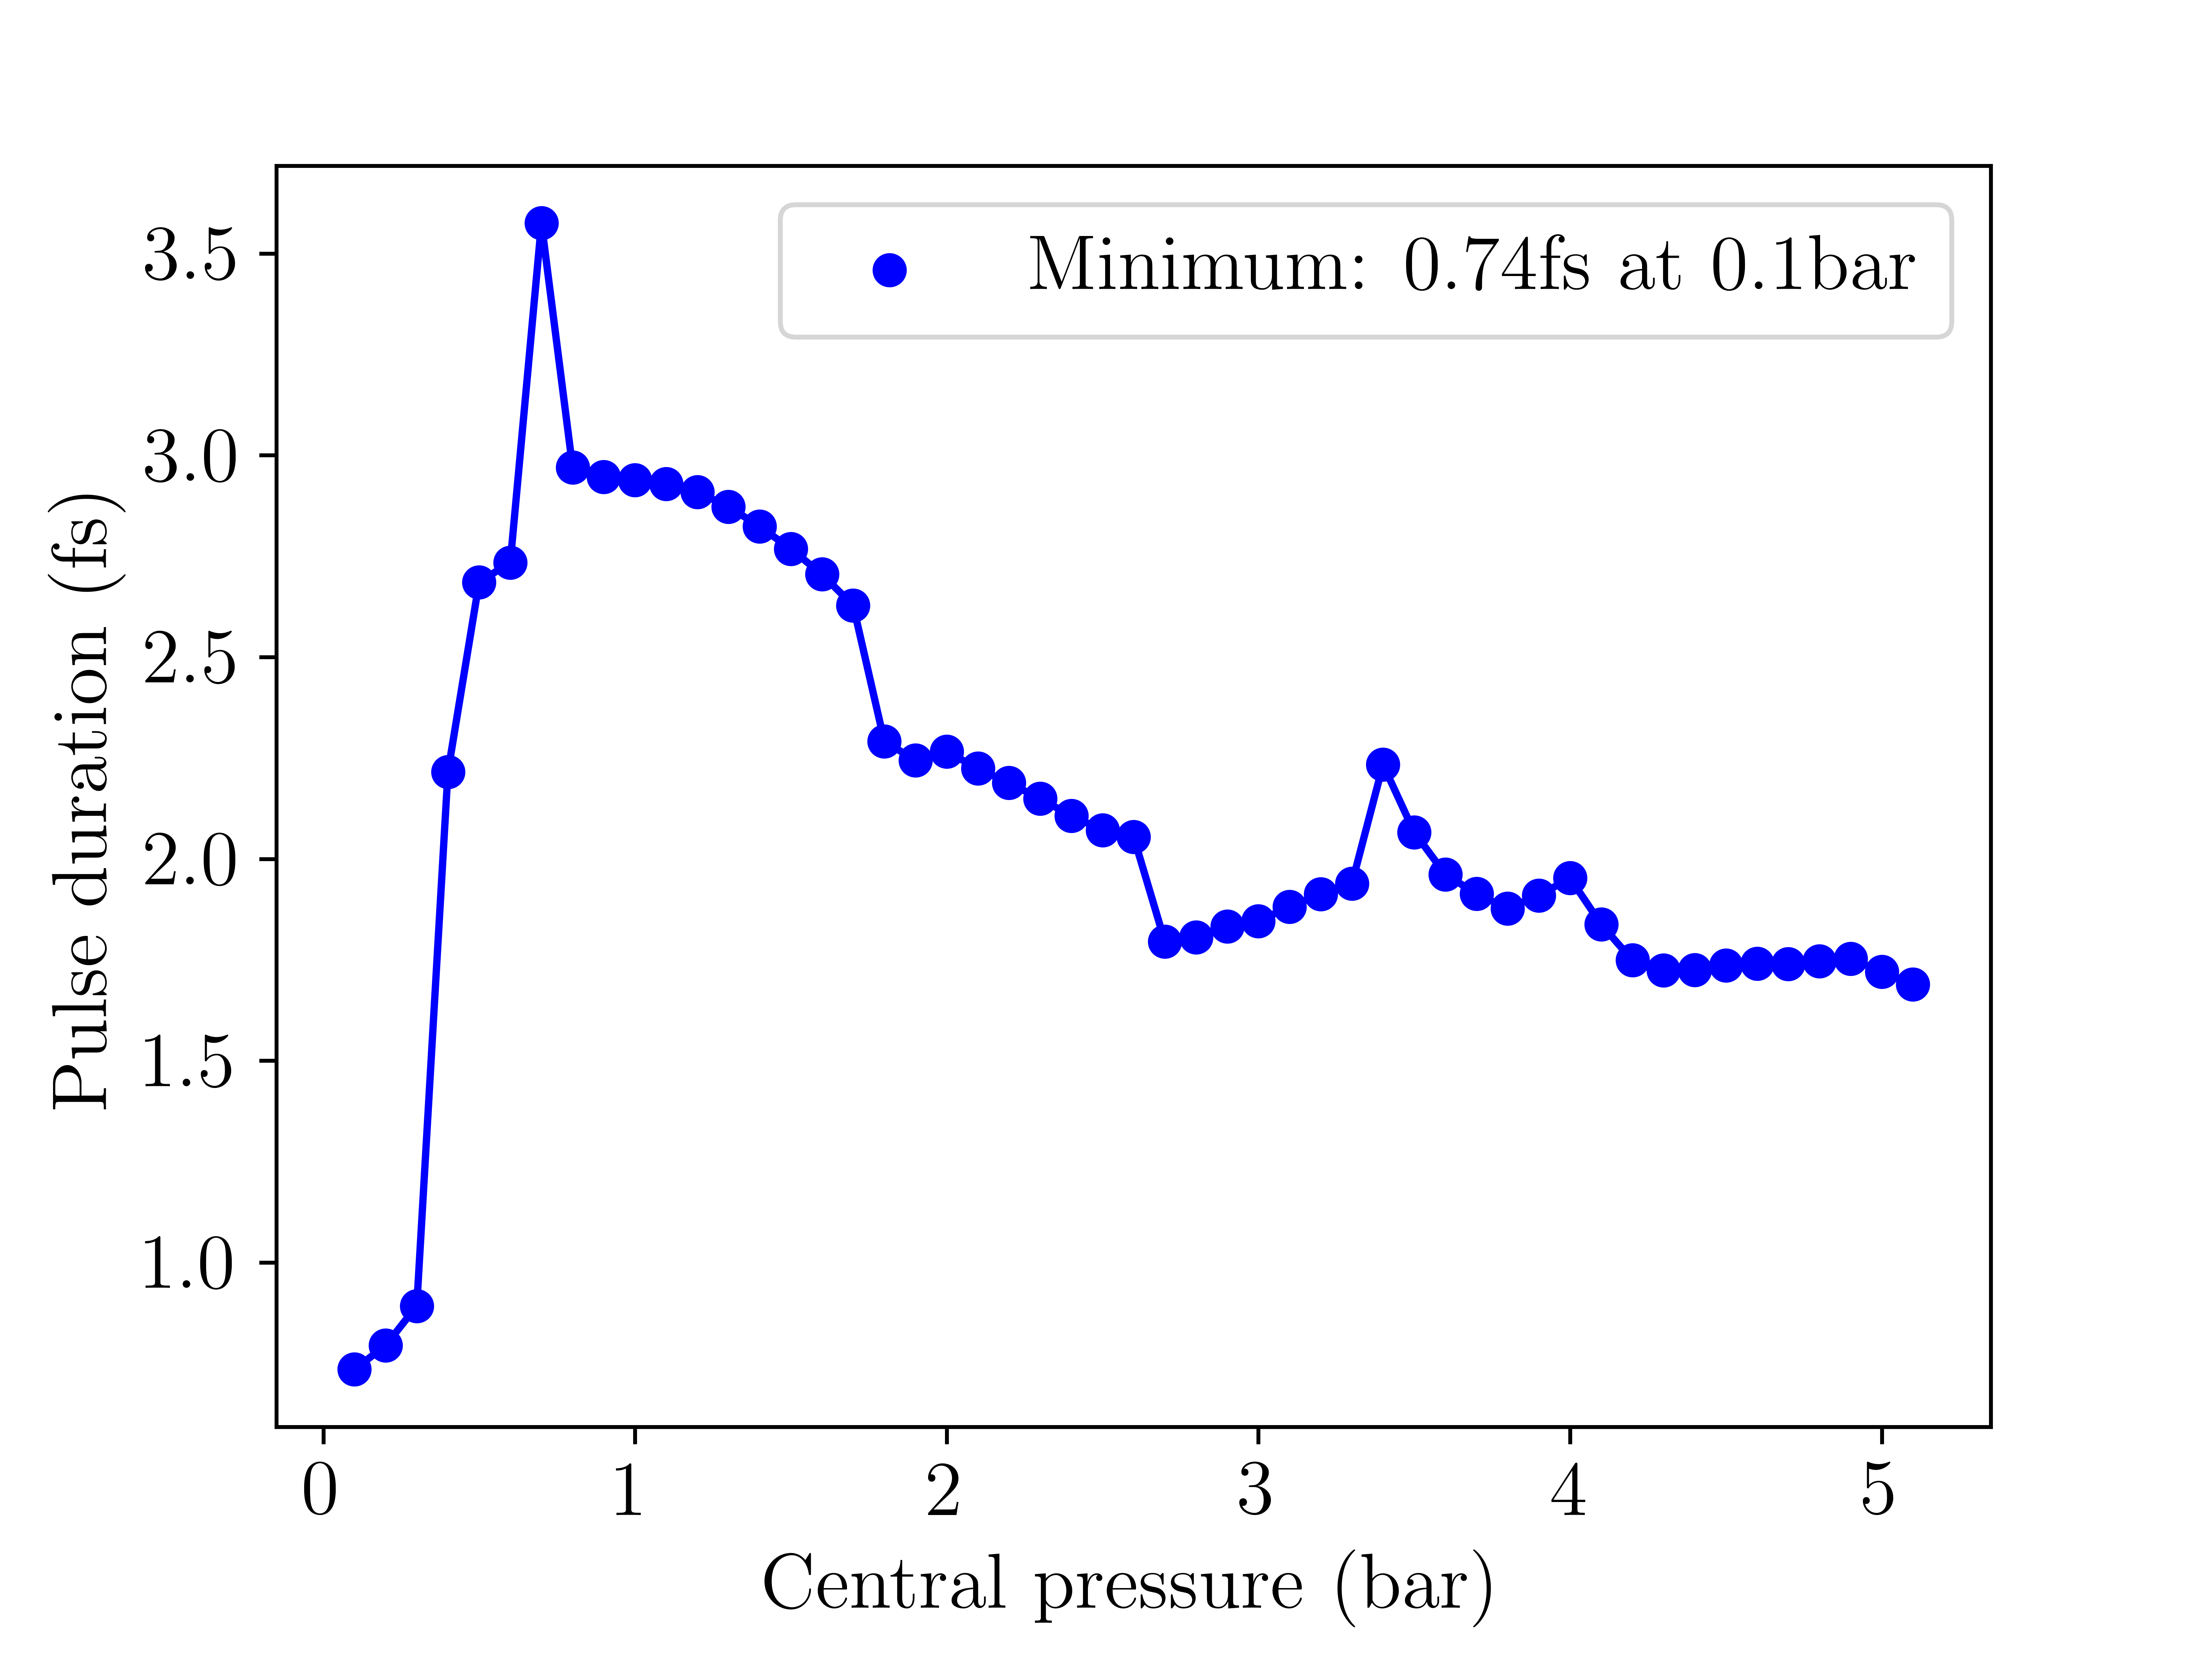 Minimum: 0.74fs at 0.1bar
3.5
3.0
2.5
2.0
1.5
1.0
Pulse duration (fs)
0 1 2 3 4 5
Central pressure (bar)